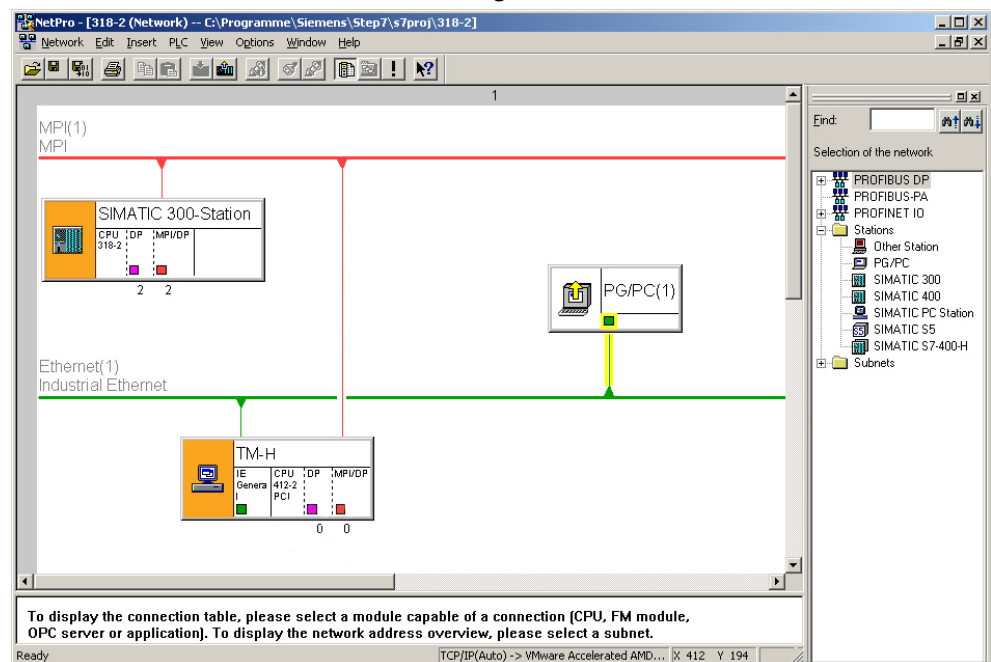 NetPro - [318-2 (Network) -- C:\Programme\Siemens\Step7\s7proj\318-2]
Network Edit Insert PLC View Options Window Help
1
MPI(1)
MPI
SIMATIC 300-Station
CPU 318-2 DP MPI/DP
2 2
PG/PC(1)
Ethernet(1)
Industrial Ethernet
TM-H
IE General CPU 412-2 PCI DP MPI/DP
0 0
Find:
Selection of the network
PROFIBUS DP
PROFIBUS-PA
PROFINET IO
Stations
Other Station
PG/PC
SIMATIC 300
SIMATIC 400
SIMATIC PC Station
SIMATIC S5
SIMATIC S7-400-H
Subnets
To display the connection table, please select a module capable of a connection (CPU, FM module,
OPC server or application). To display the network address overview, please select a subnet.
Ready TCP/IP(Auto) -> VMware Accelerated AMD... X 412 Y 194